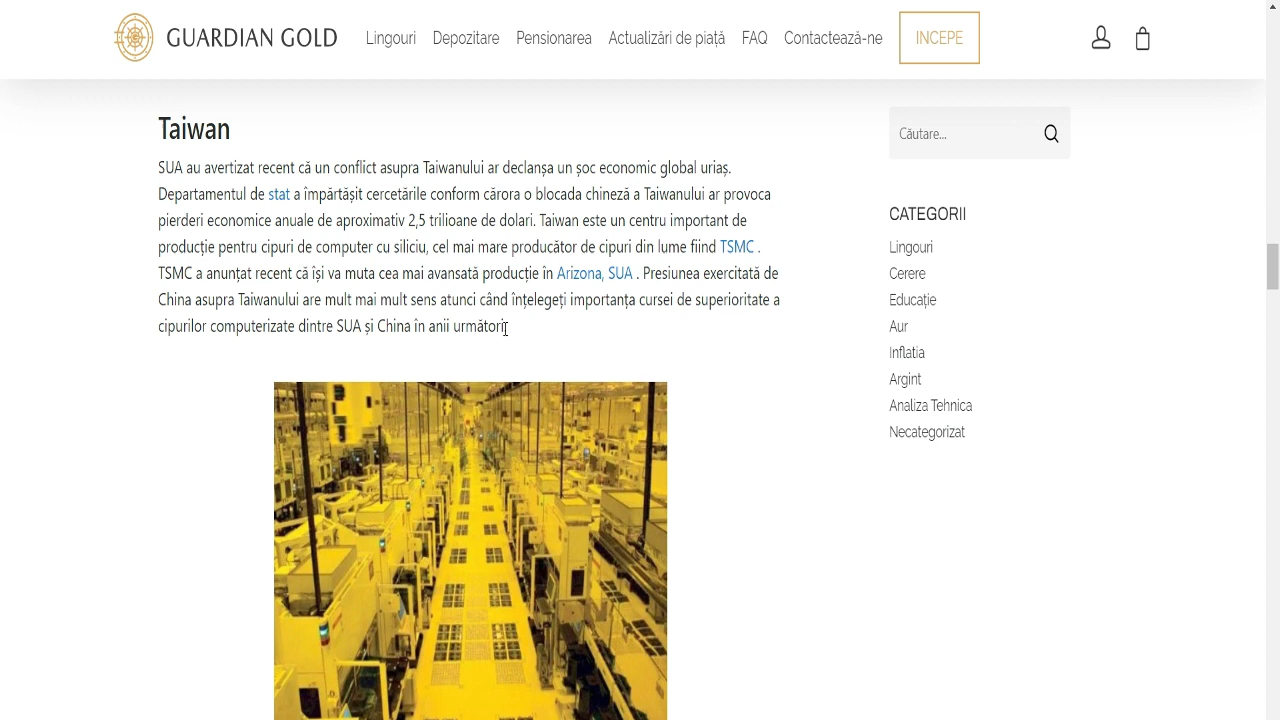 GUARDIAN GOLD
Lingouri Depozitare Pensionarea Actualizări de piață FAQ Contactează-ne INCEPE
Taiwan
SUA au avertizat recent că un conflict asupra Taiwanului ar declanșa un șoc economic global uriaș.
Departamentul de stat a împărtășit cercetările conform cărora o blocada chineză a Taiwanului ar provoca
pierderi economice anuale de aproximativ 2,5 trilioane de dolari. Taiwan este un centru important de
producție pentru cipuri de computer cu siliciu, cel mai mare producător de cipuri din lume fiind TSMC .
TSMC a anunțat recent că își va muta cea mai avansată producție în Arizona, SUA . Presiunea exercitată de
China asupra Taiwanului are mult mai mult sens atunci când înțelegeți importanța cursei de superioritate a
cipurilor computerizate dintre SUA și China în anii următori.
Căutare...
CATEGORII
Lingouri
Cerere
Educație
Aur
Inflatia
Argint
Analiza Tehnica
Necategorizat